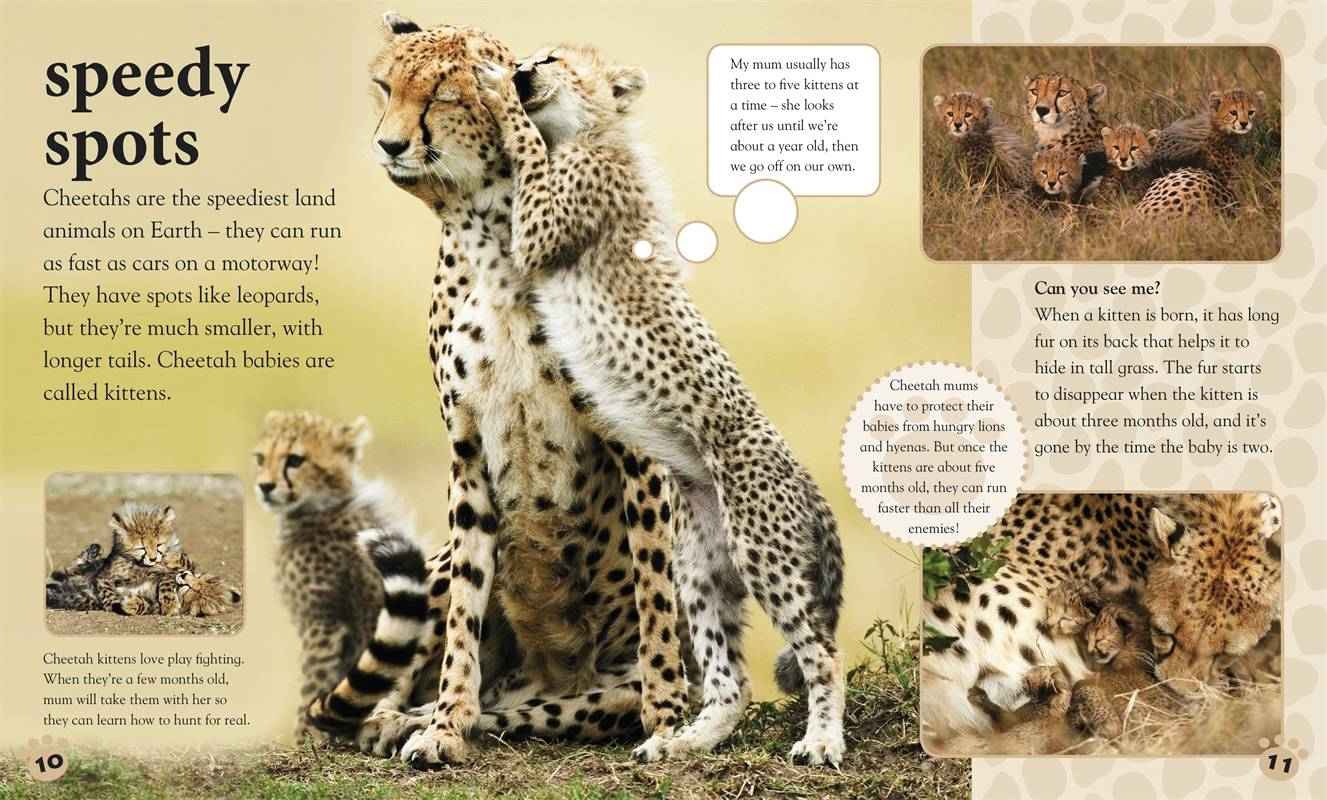 speedy
spots
Cheetahs are the speediest land
animals on Earth – they can run
as fast as cars on a motorway!
They have spots like leopards,
but they're much smaller, with
longer tails. Cheetah babies are
called kittens.
Cheetah kittens love play fighting.
When they're a few months old,
mum will take them with her so
they can learn how to hunt for real.
10
My mum usually has
three to five kittens at
a time – she looks
after us until we're
about a year old, then
we go off on our own.
Can you see me?
When a kitten is born, it has long
fur on its back that helps it to
hide in tall grass. The fur starts
to disappear when the kitten is
about three months old, and it's
gone by the time the baby is two.
Cheetah mums
have to protect their
babies from hungry lions
and hyenas. But once the
kittens are about five
months old, they can run
faster than all their
enemies!
11